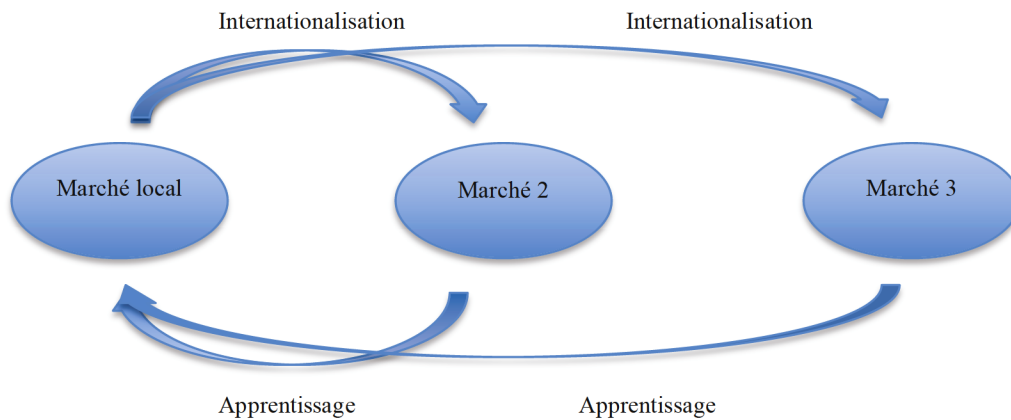 Internationalisation
Internationalisation
Marché local
Marché 2
Marché 3
Apprentissage
Apprentissage